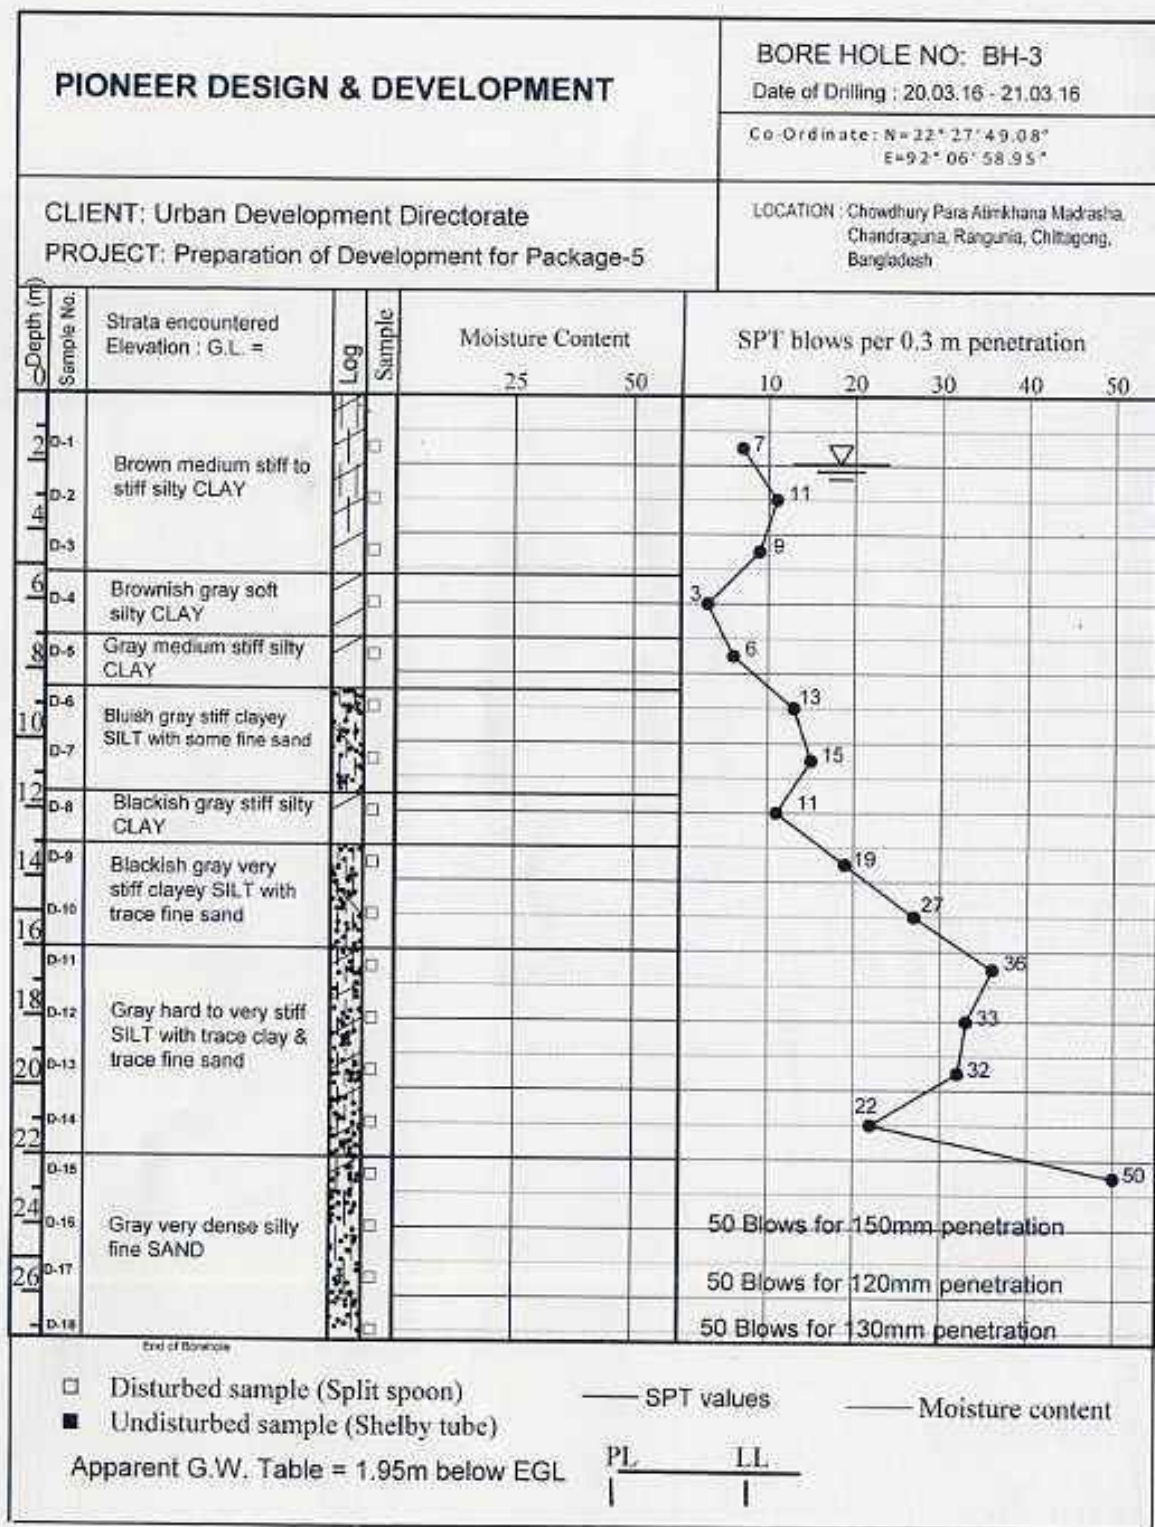 PIONEER DESIGN & DEVELOPMENT
BORE HOLE NO: BH-3
Date of Drilling : 20.03.16 - 21.03.16
Co-Ordinate: N=22° 27' 49.08"
E=92° 06' 58.95"
CLIENT: Urban Development Directorate
PROJECT: Preparation of Development for Package-5
LOCATION : Chowdhury Para Atimkhana Madrasha,
Chandraguna, Rangunia, Chittagong,
Bangladesh
Depth (m)
0
Sample No.
Strata encountered
Elevation : G.L. =
Log
Sample
Moisture Content
25 50
SPT blows per 0.3 m penetration
10 20 30 40 50
2 D-1 7
Brown medium stiff to
stiff silty CLAY
D-2 11
4
D-3 9
6 D-4 3
Brownish gray soft
silty CLAY
8 D-5 6
Gray medium stiff silty
CLAY
D-6 13
10
Bluish gray stiff clayey
SILT with some fine sand
D-7 15
12 D-8 11
Blackish gray stiff silty
CLAY
14 D-9 19
Blackish gray very
stiff clayey SILT with
trace fine sand
D-10 27
16
D-11 36
18 D-12 33
Gray hard to very stiff
SILT with trace clay &
trace fine sand
20 D-13 32
D-14 22
22
D-15 50
24 D-16
Gray very dense silty
fine SAND
50 Blows for 150mm penetration
26 D-17
50 Blows for 120mm penetration
D-18
50 Blows for 130mm penetration
End of Borehole
Disturbed sample (Split spoon)
Undisturbed sample (Shelby tube)
SPT values
Moisture content
Apparent G.W. Table = 1.95m below EGL
PL LL